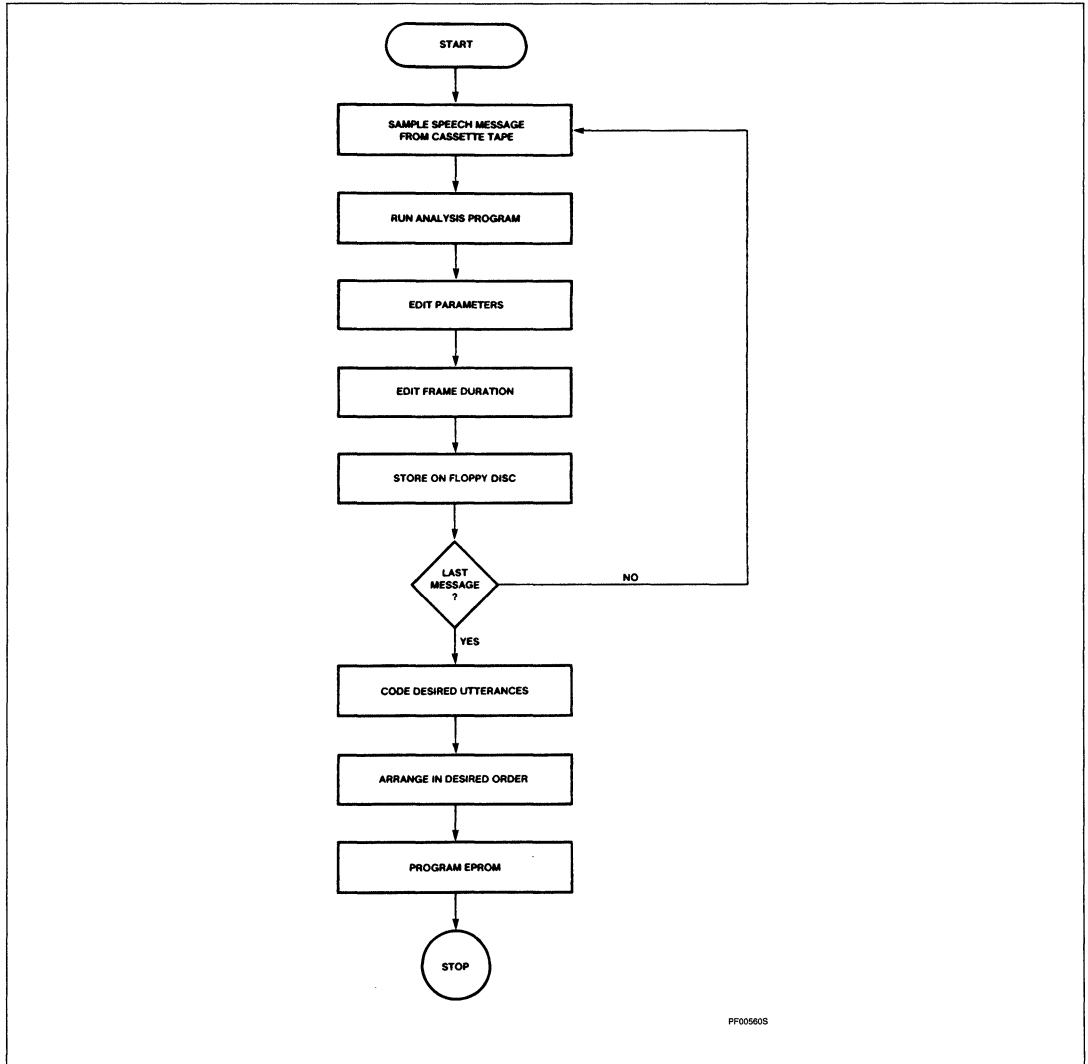 START
SAMPLE SPEECH MESSAGE
FROM CASSETTE TAPE
RUN ANALYSIS PROGRAM
EDIT PARAMETERS
EDIT FRAME DURATION
STORE ON FLOPPY DISC
LAST
MESSAGE
?
NO
YES
CODE DESIRED UTTERANCES
ARRANGE IN DESIRED ORDER
PROGRAM EPROM
STOP
PF00560S